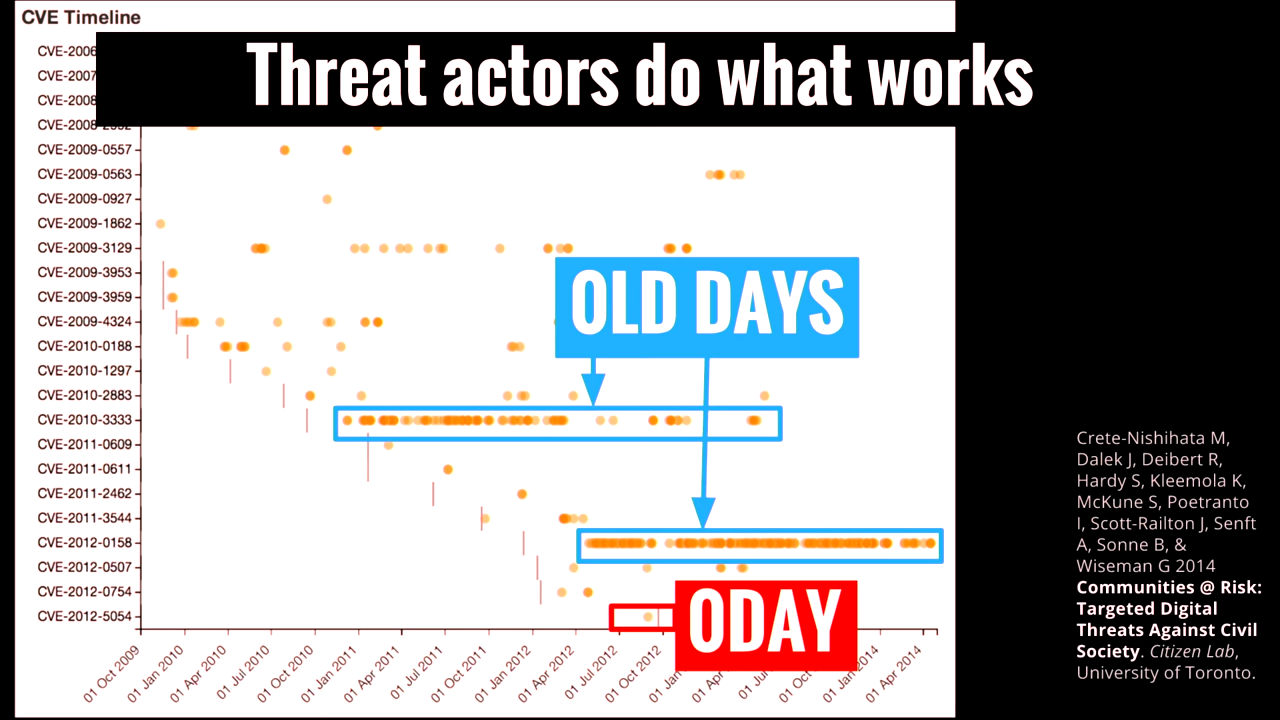 CVE Timeline
Threat actors do what works
CVE-2006
CVE-2007
CVE-2008
CVE-2009-0557
CVE-2009-0563
CVE-2009-0927
CVE-2009-1862
CVE-2009-3129
CVE-2009-3953
CVE-2009-3959
CVE-2009-4324
CVE-2010-0188
CVE-2010-1297
CVE-2010-2883
CVE-2010-3333
CVE-2011-0609
CVE-2011-0611
CVE-2011-2462
CVE-2011-3544
CVE-2012-0158
CVE-2012-0507
CVE-2012-0754
CVE-2012-5054
OLD DAYS
0DAY
01 Oct 2009
01 Jan 2010
01 Apr 2010
01 Jul 2010
01 Oct 2010
01 Jan 2011
01 Apr 2011
01 Jul 2011
01 Oct 2011
01 Jan 2012
01 Apr 2012
01 Jul 2012
01 Oct 2012
01 Apr 2014
Crete-Nishihata M,
Dalek J, Deibert R,
Hardy S, Kleemola K,
McKune S, Poetranto
I, Scott-Railton J, Senft
A, Sonne B, &
Wiseman G 2014
Communities @ Risk:
Targeted Digital
Threats Against Civil
Society. Citizen Lab,
University of Toronto.